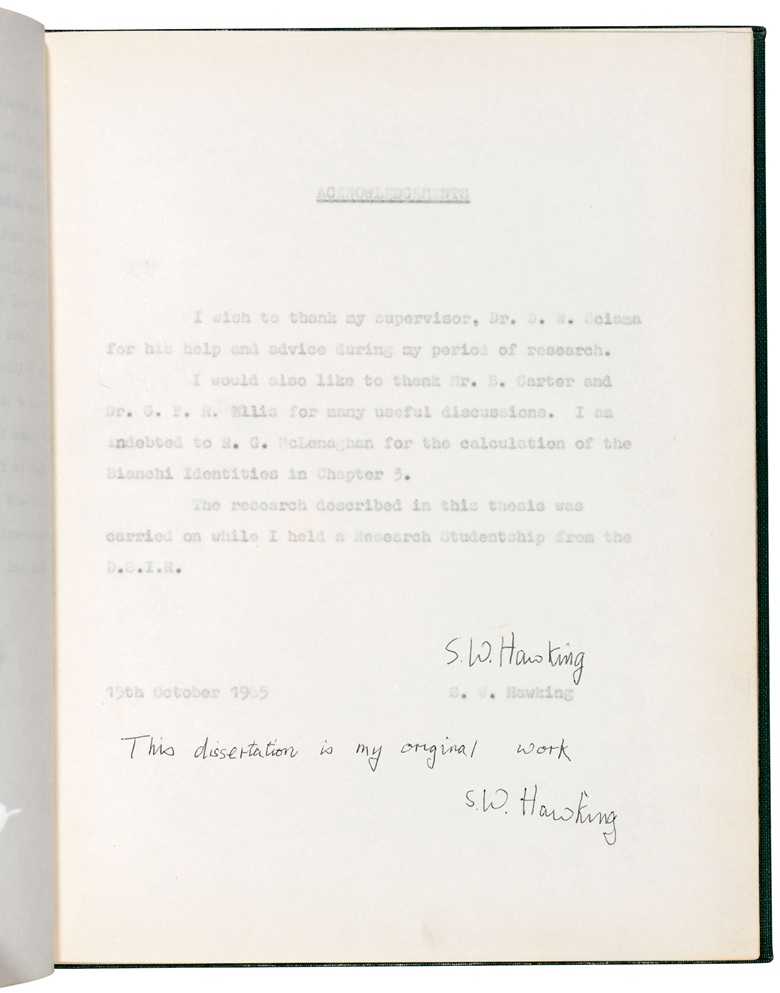 ACKNOWLEDGEMENTS
I wish to thank my supervisor, Dr. D. W. Sciama
for his help and advice during my period of research.
I would also like to thank Mr. B. Carter and
Dr. G. F. R. Ellis for many useful discussions. I am
indebted to R. G. McLenaghan for the calculation of the
Bianchi Identities in Chapter 3.
The research described in this thesis was
carried on while I held a Research Studentship from the
D.S.I.R.
S.W. Hawking
15th October 1965
S. W. Hawking
This dissertation is my original work
S.W. Hawking